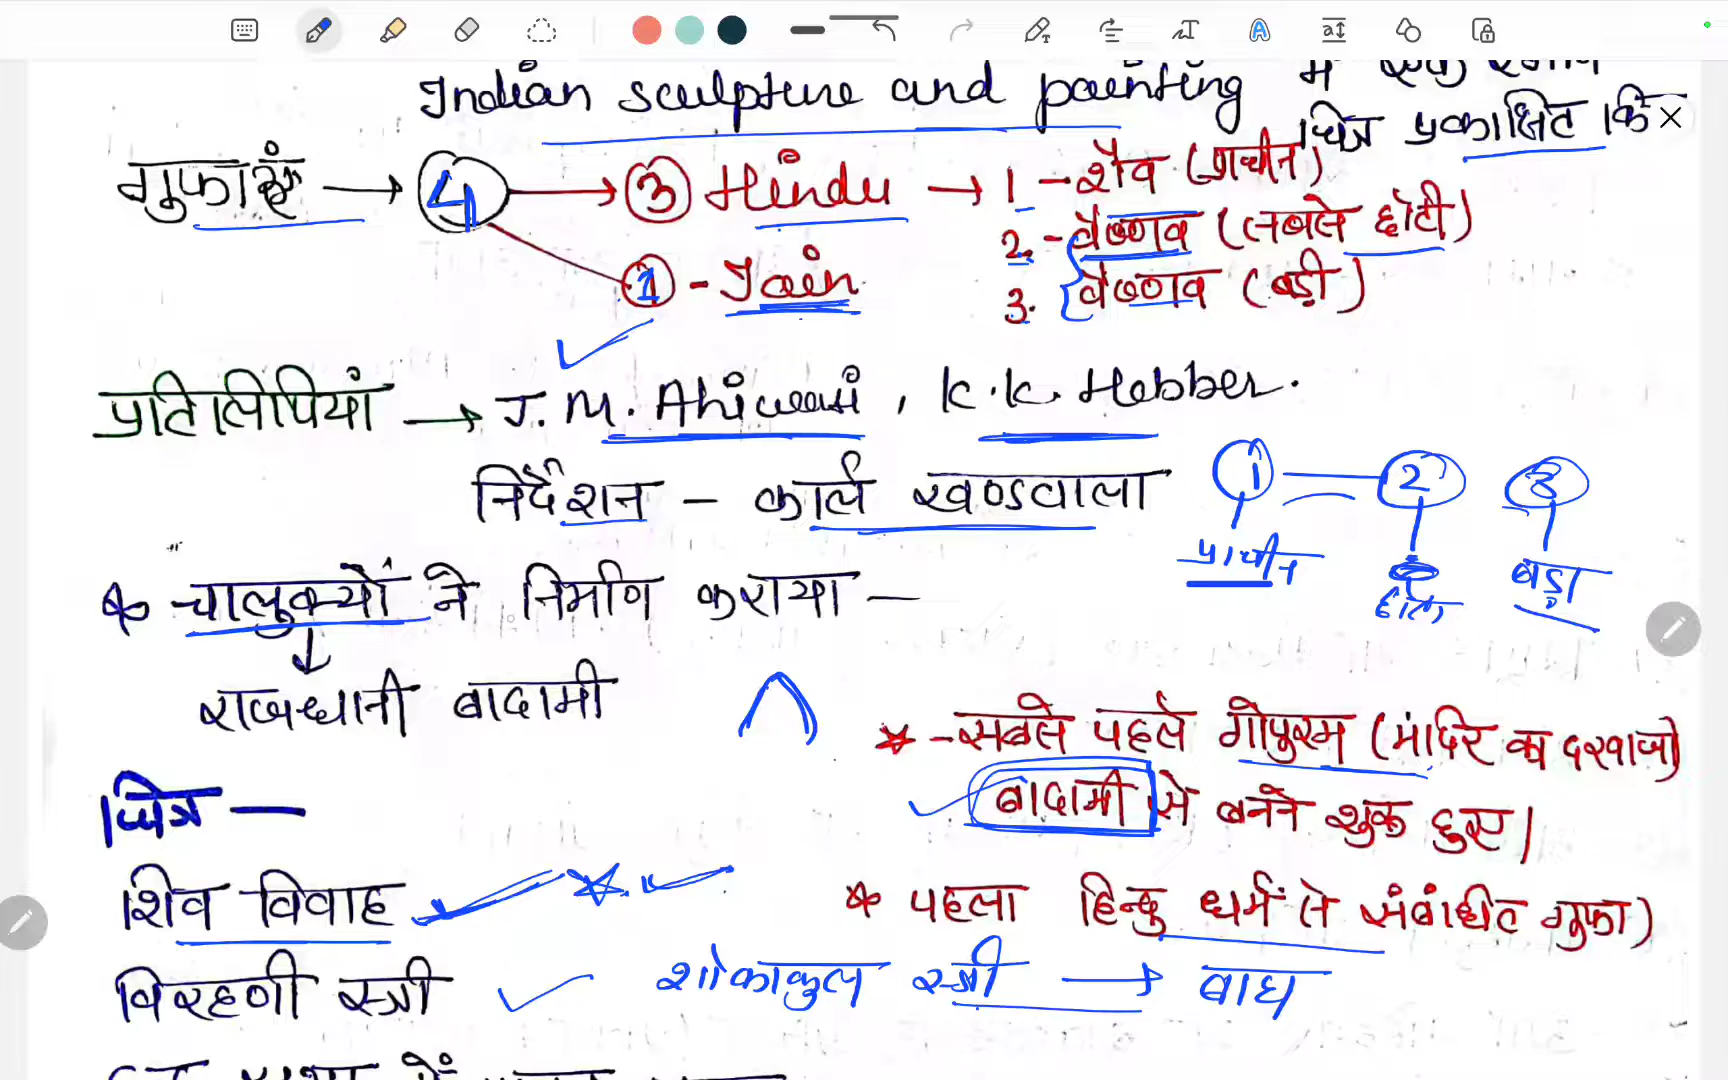 Indian sculpture and painting
में एक रंगीन
चित्र प्रकाशित कि
गुफाएं → 4 → 3 Hindu → 1 - शैव (प्राचीन)
2. - वैष्णव (सबसे छोटी)
1 - Jain
3. वैष्णव (बड़ी)
प्रतिलिपियां → J. M. Ahiwasi, K. K. Hebber.
निर्देशन - कार्ल खण्डवाला
1 2 3
प्राचीन छोटा बड़ा
* चालुक्यों ने निर्माण कराया -
↓
राजधानी बादामी
* - सबसे पहले गोपुरम (मंदिर का दरवाजा)
बादामी से बनने शुरू हुए।
चित्र -
शिव विवाह
* पहला हिन्दु धर्म से संबंधित गुफा)
विरहणी स्त्री
शोकाकुल स्त्री → बाघ